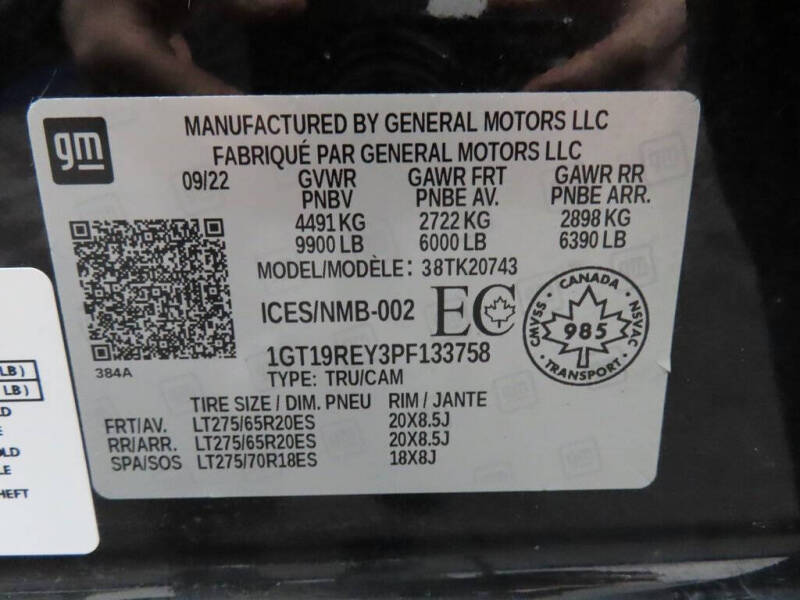 gm
MANUFACTURED BY GENERAL MOTORS LLC
FABRIQUÉ PAR GENERAL MOTORS LLC
09/22 GVWR GAWR FRT GAWR RR
PNBV PNBE AV. PNBE ARR.
4491 KG 2722 KG 2898 KG
9900 LB 6000 LB 6390 LB
MODEL/MODÈLE: 38TK20743
ICES/NMB-002 EC
CANADA
CMVSS · NSVAC
985
TRANSPORT
384A
1GT19REY3PF133758
TYPE: TRU/CAM
TIRE SIZE / DIM. PNEU RIM / JANTE
FRT/AV. LT275/65R20ES 20X8.5J
RR/ARR. LT275/65R20ES 20X8.5J
SPA/SOS LT275/70R18ES 18X8J
LB)
LB)